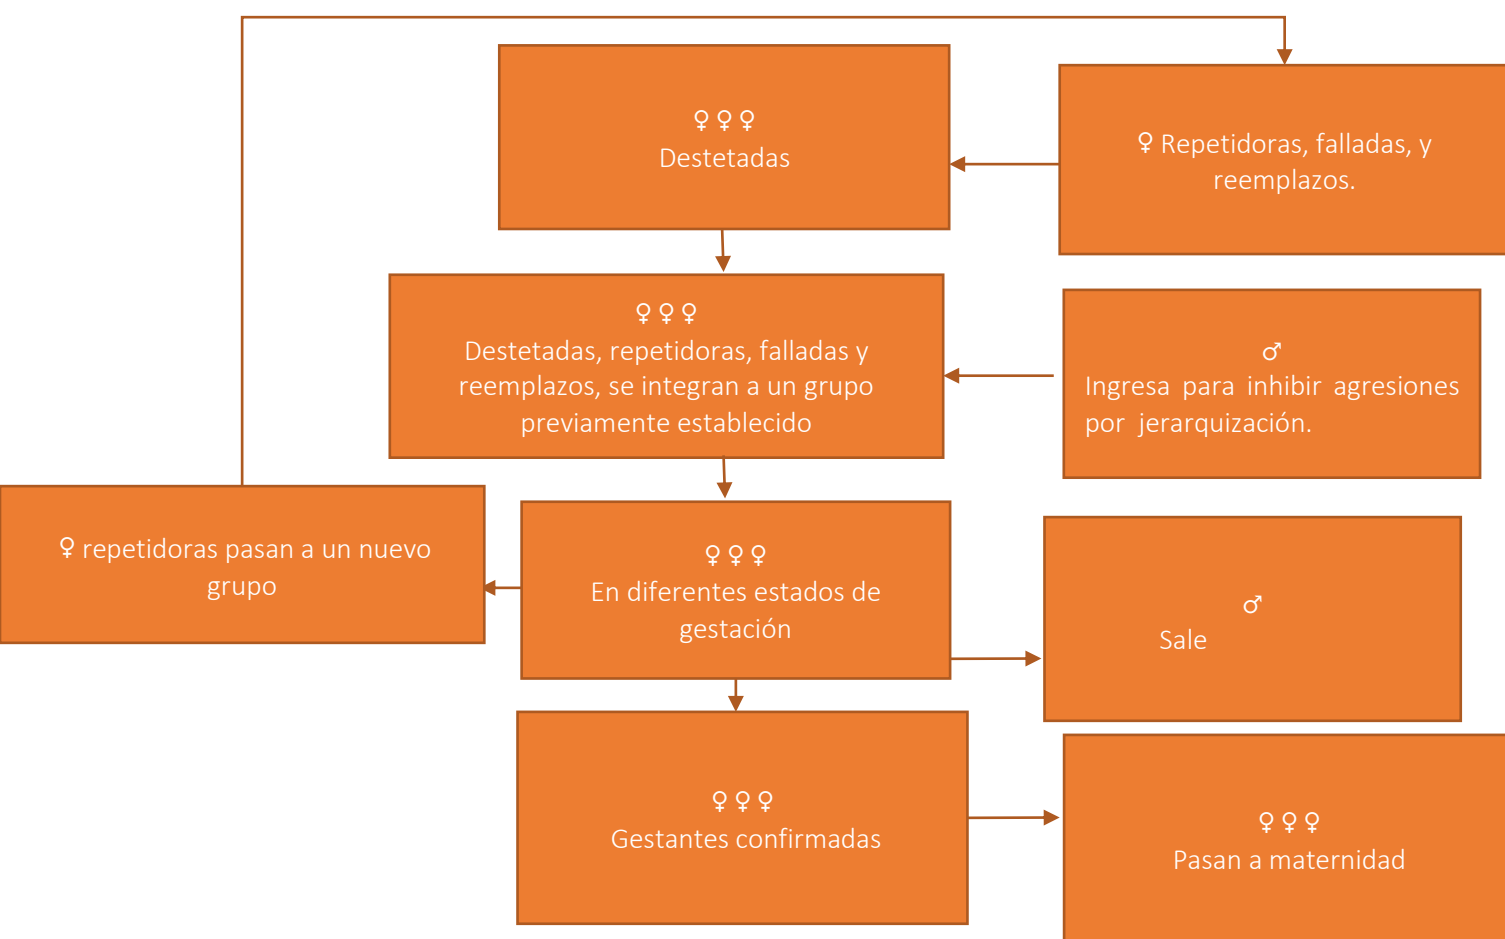 ♀ ♀ ♀
Destetadas
♀ Repetidoras, falladas, y
reemplazos.
♀ ♀ ♀
Destetadas, repetidoras, falladas y
reemplazos, se integran a un grupo
previamente establecido
♂
Ingresa para inhibir agresiones
por jerarquización.
♀ repetidoras pasan a un nuevo
grupo
♀ ♀ ♀
En diferentes estados de
gestación
♂
Sale
♀ ♀ ♀
Gestantes confirmadas
♀ ♀ ♀
Pasan a maternidad